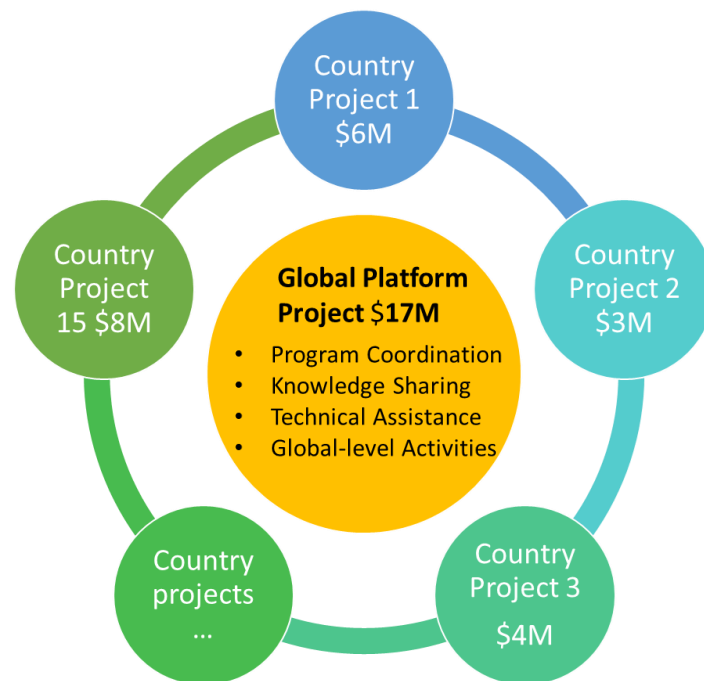 Country
Project 1
$6M
Country
Project 2
$3M
Country
Project 3
$4M
Country
projects
...
Country
Project
15 $8M
Global Platform
Project $17M
• Program Coordination
• Knowledge Sharing
• Technical Assistance
• Global-level Activities